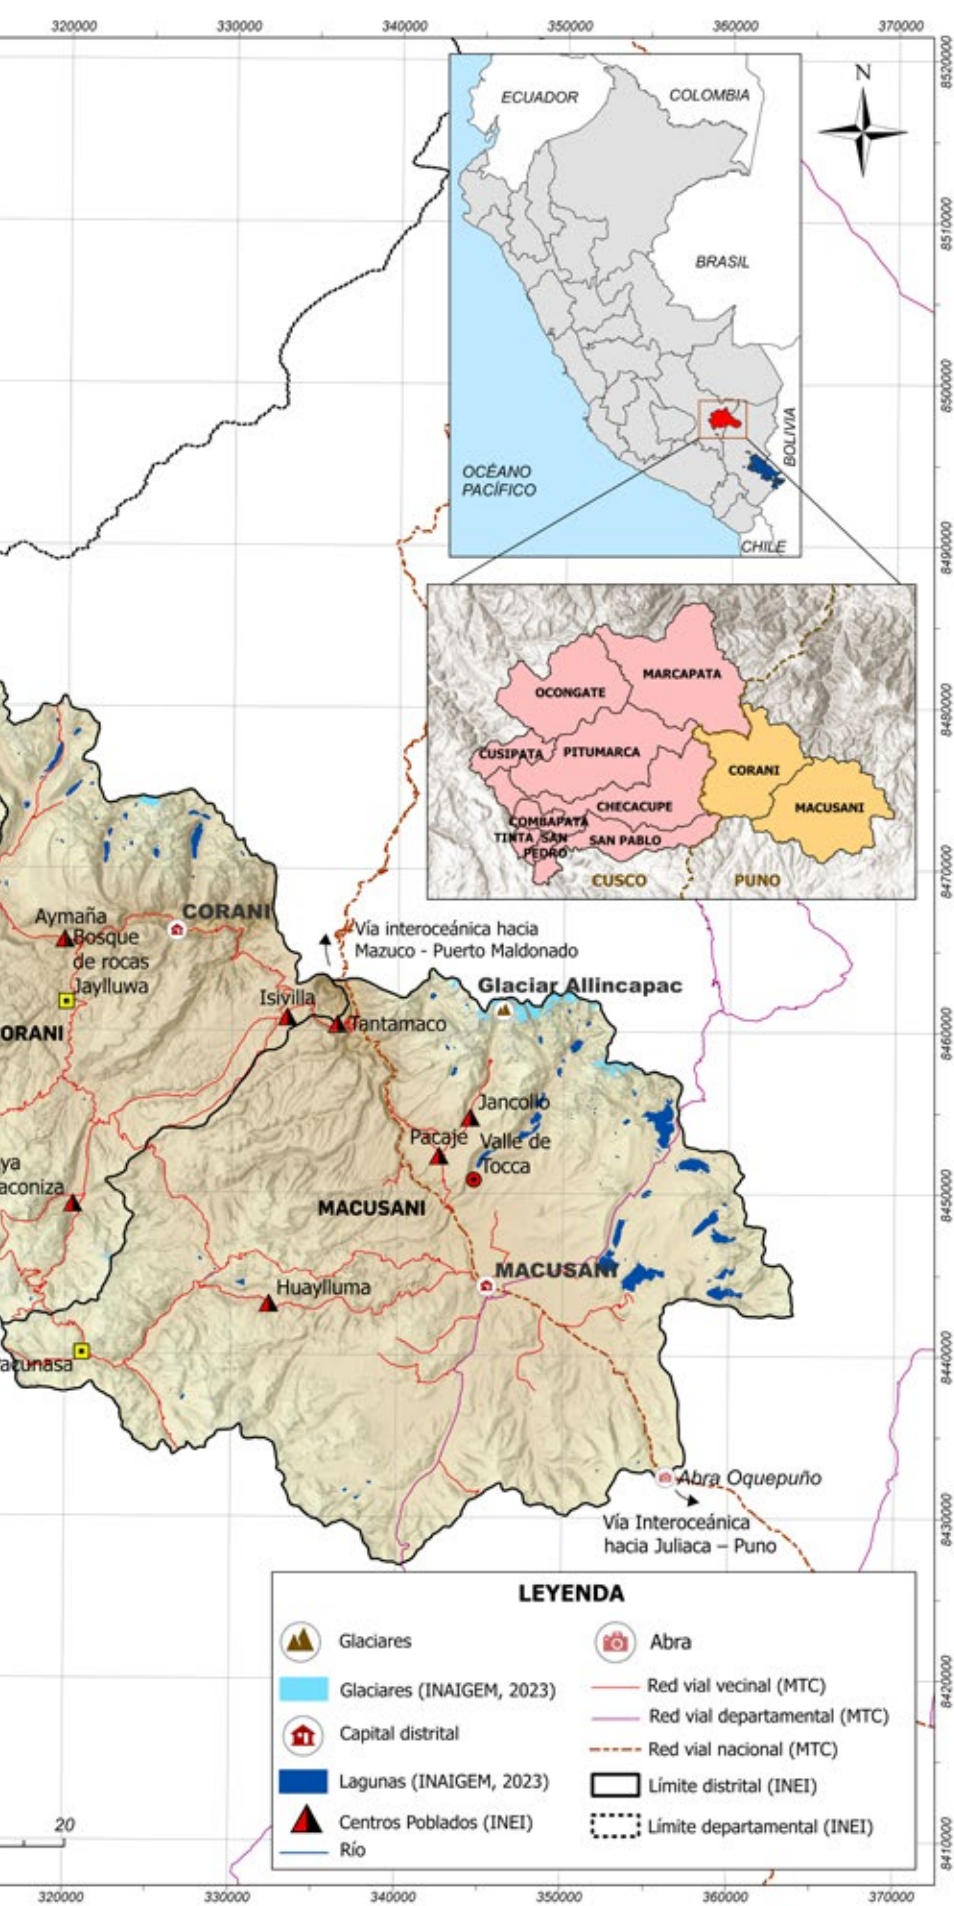 320000
330000
340000
350000
360000
370000
8520000
8510000
8500000
8490000
8480000
8470000
8460000
8450000
8440000
8430000
8420000
8410000
N
ECUADOR
COLOMBIA
BRASIL
BOLIVIA
OCÉANO
PACÍFICO
CHILE
MARCAPATA
OCONGATE
CUSIPATA
PITUMARCA
CORANI
CHECACUPE
MACUSANI
COMBAPATA
TINTA
SAN
PEDRO
SAN PABLO
CUSCO
PUNO
Aymaña
CORANI
Bosque
de rocas
Jaylluwa
Vía interoceánica hacia
Mazuco - Puerto Maldonado
Glaciar Allincapac
Isivilla
Tantamaco
ORANI
Jancollo
Pacaje
Valle de
Tocca
ya
aconiza
MACUSANI
MACUSANI
Huaylluma
acunasa
Abra Oquepuño
Vía Interoceánica
hacia Juliaca – Puno
LEYENDA
Glaciares
Glaciares (INAIGEM, 2023)
Capital distrital
Lagunas (INAIGEM, 2023)
Centros Poblados (INEI)
Río
Abra
Red vial vecinal (MTC)
Red vial departamental (MTC)
Red vial nacional (MTC)
Límite distrital (INEI)
Límite departamental (INEI)
20
320000
330000
340000
350000
360000
370000